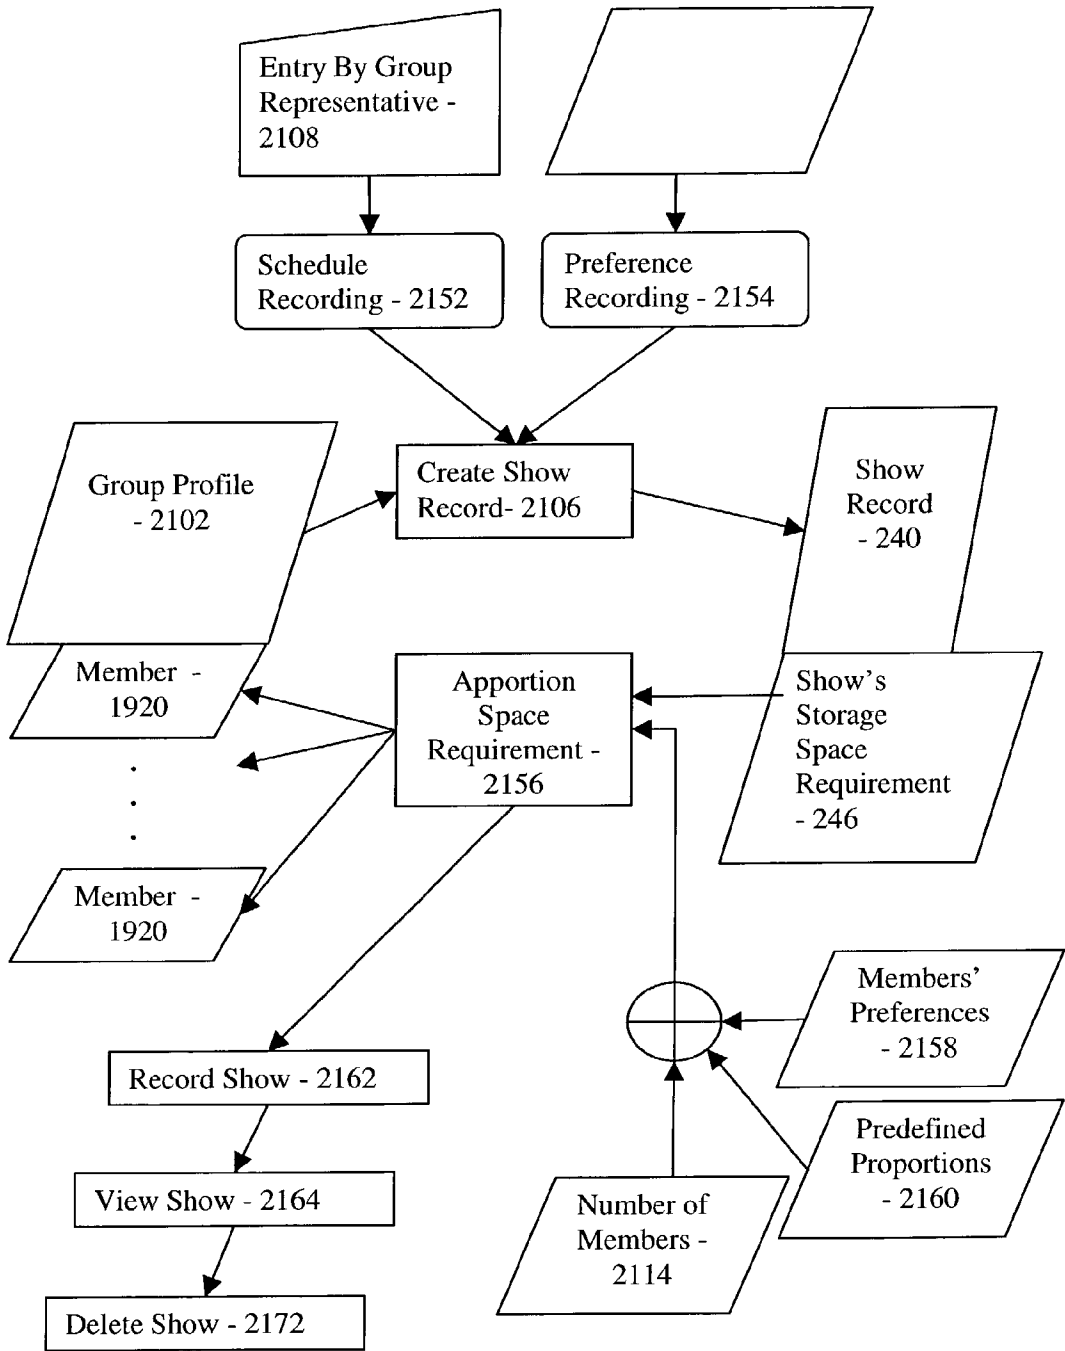 Entry By Group
Representative -
2108
Schedule
Recording - 2152
Preference
Recording - 2154
Group Profile
- 2102
Create Show
Record- 2106
Show
Record
- 240
Member -
1920
Apportion
Space
Requirement -
2156
Show's
Storage
Space
Requirement
- 246
.
.
.
Member -
1920
Members'
Preferences
- 2158
Record Show - 2162
Predefined
Proportions
- 2160
View Show - 2164
Number of
Members -
2114
Delete Show - 2172